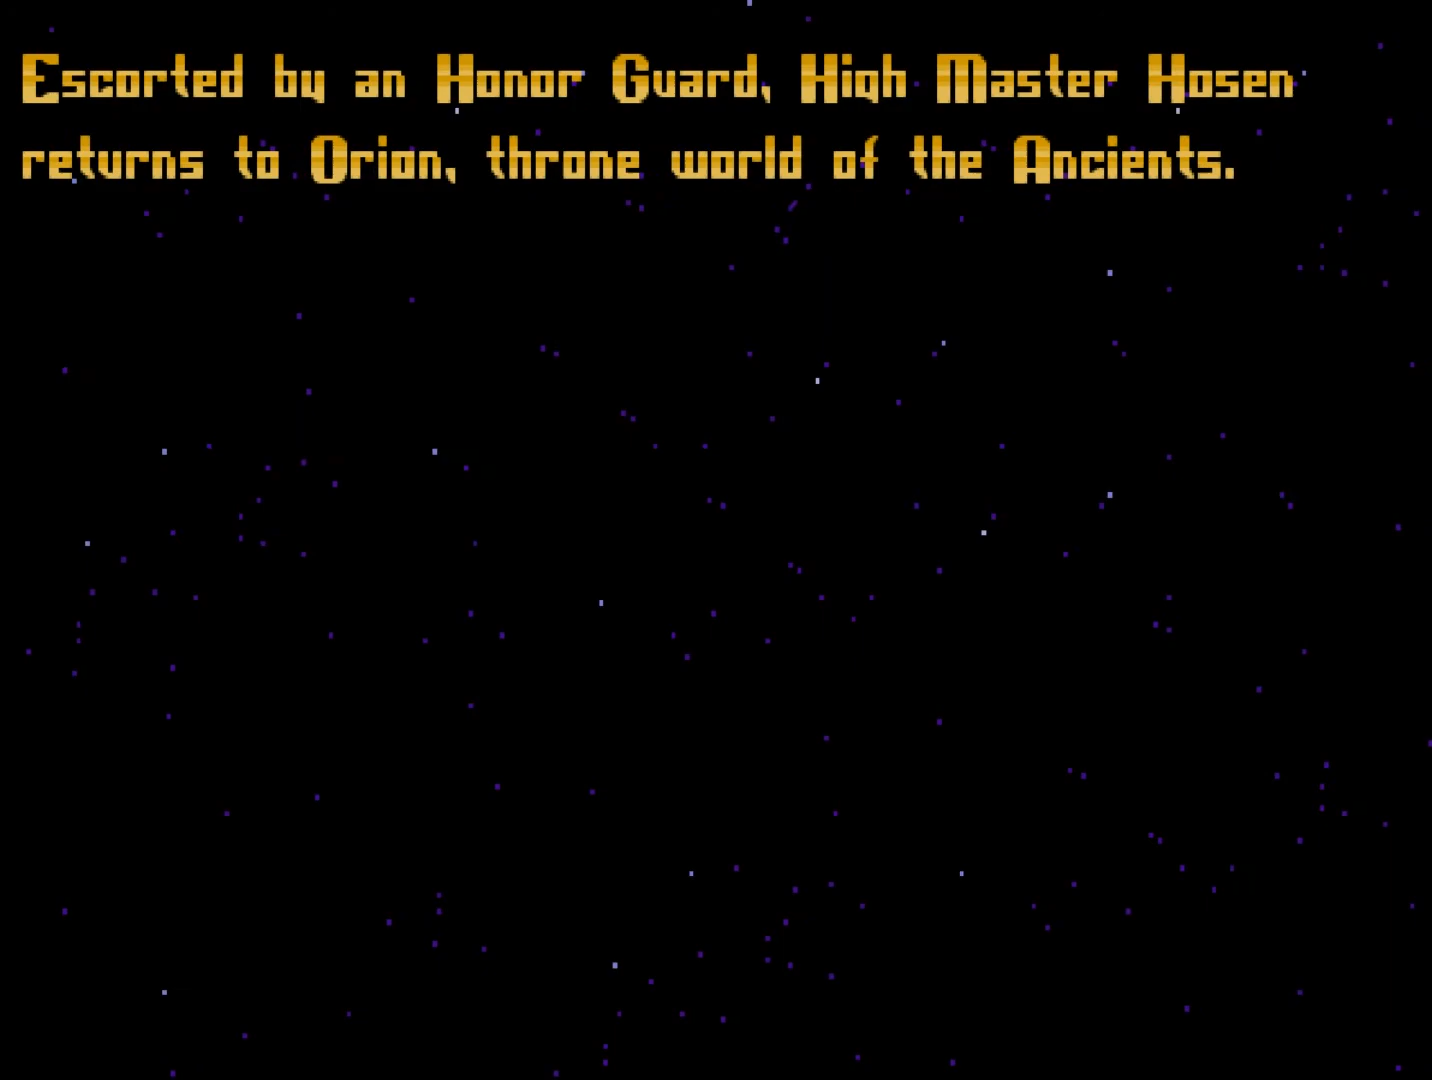 Escorted by an Honor Guard, High Master Hosen
returns to Orion, throne world of the Ancients.